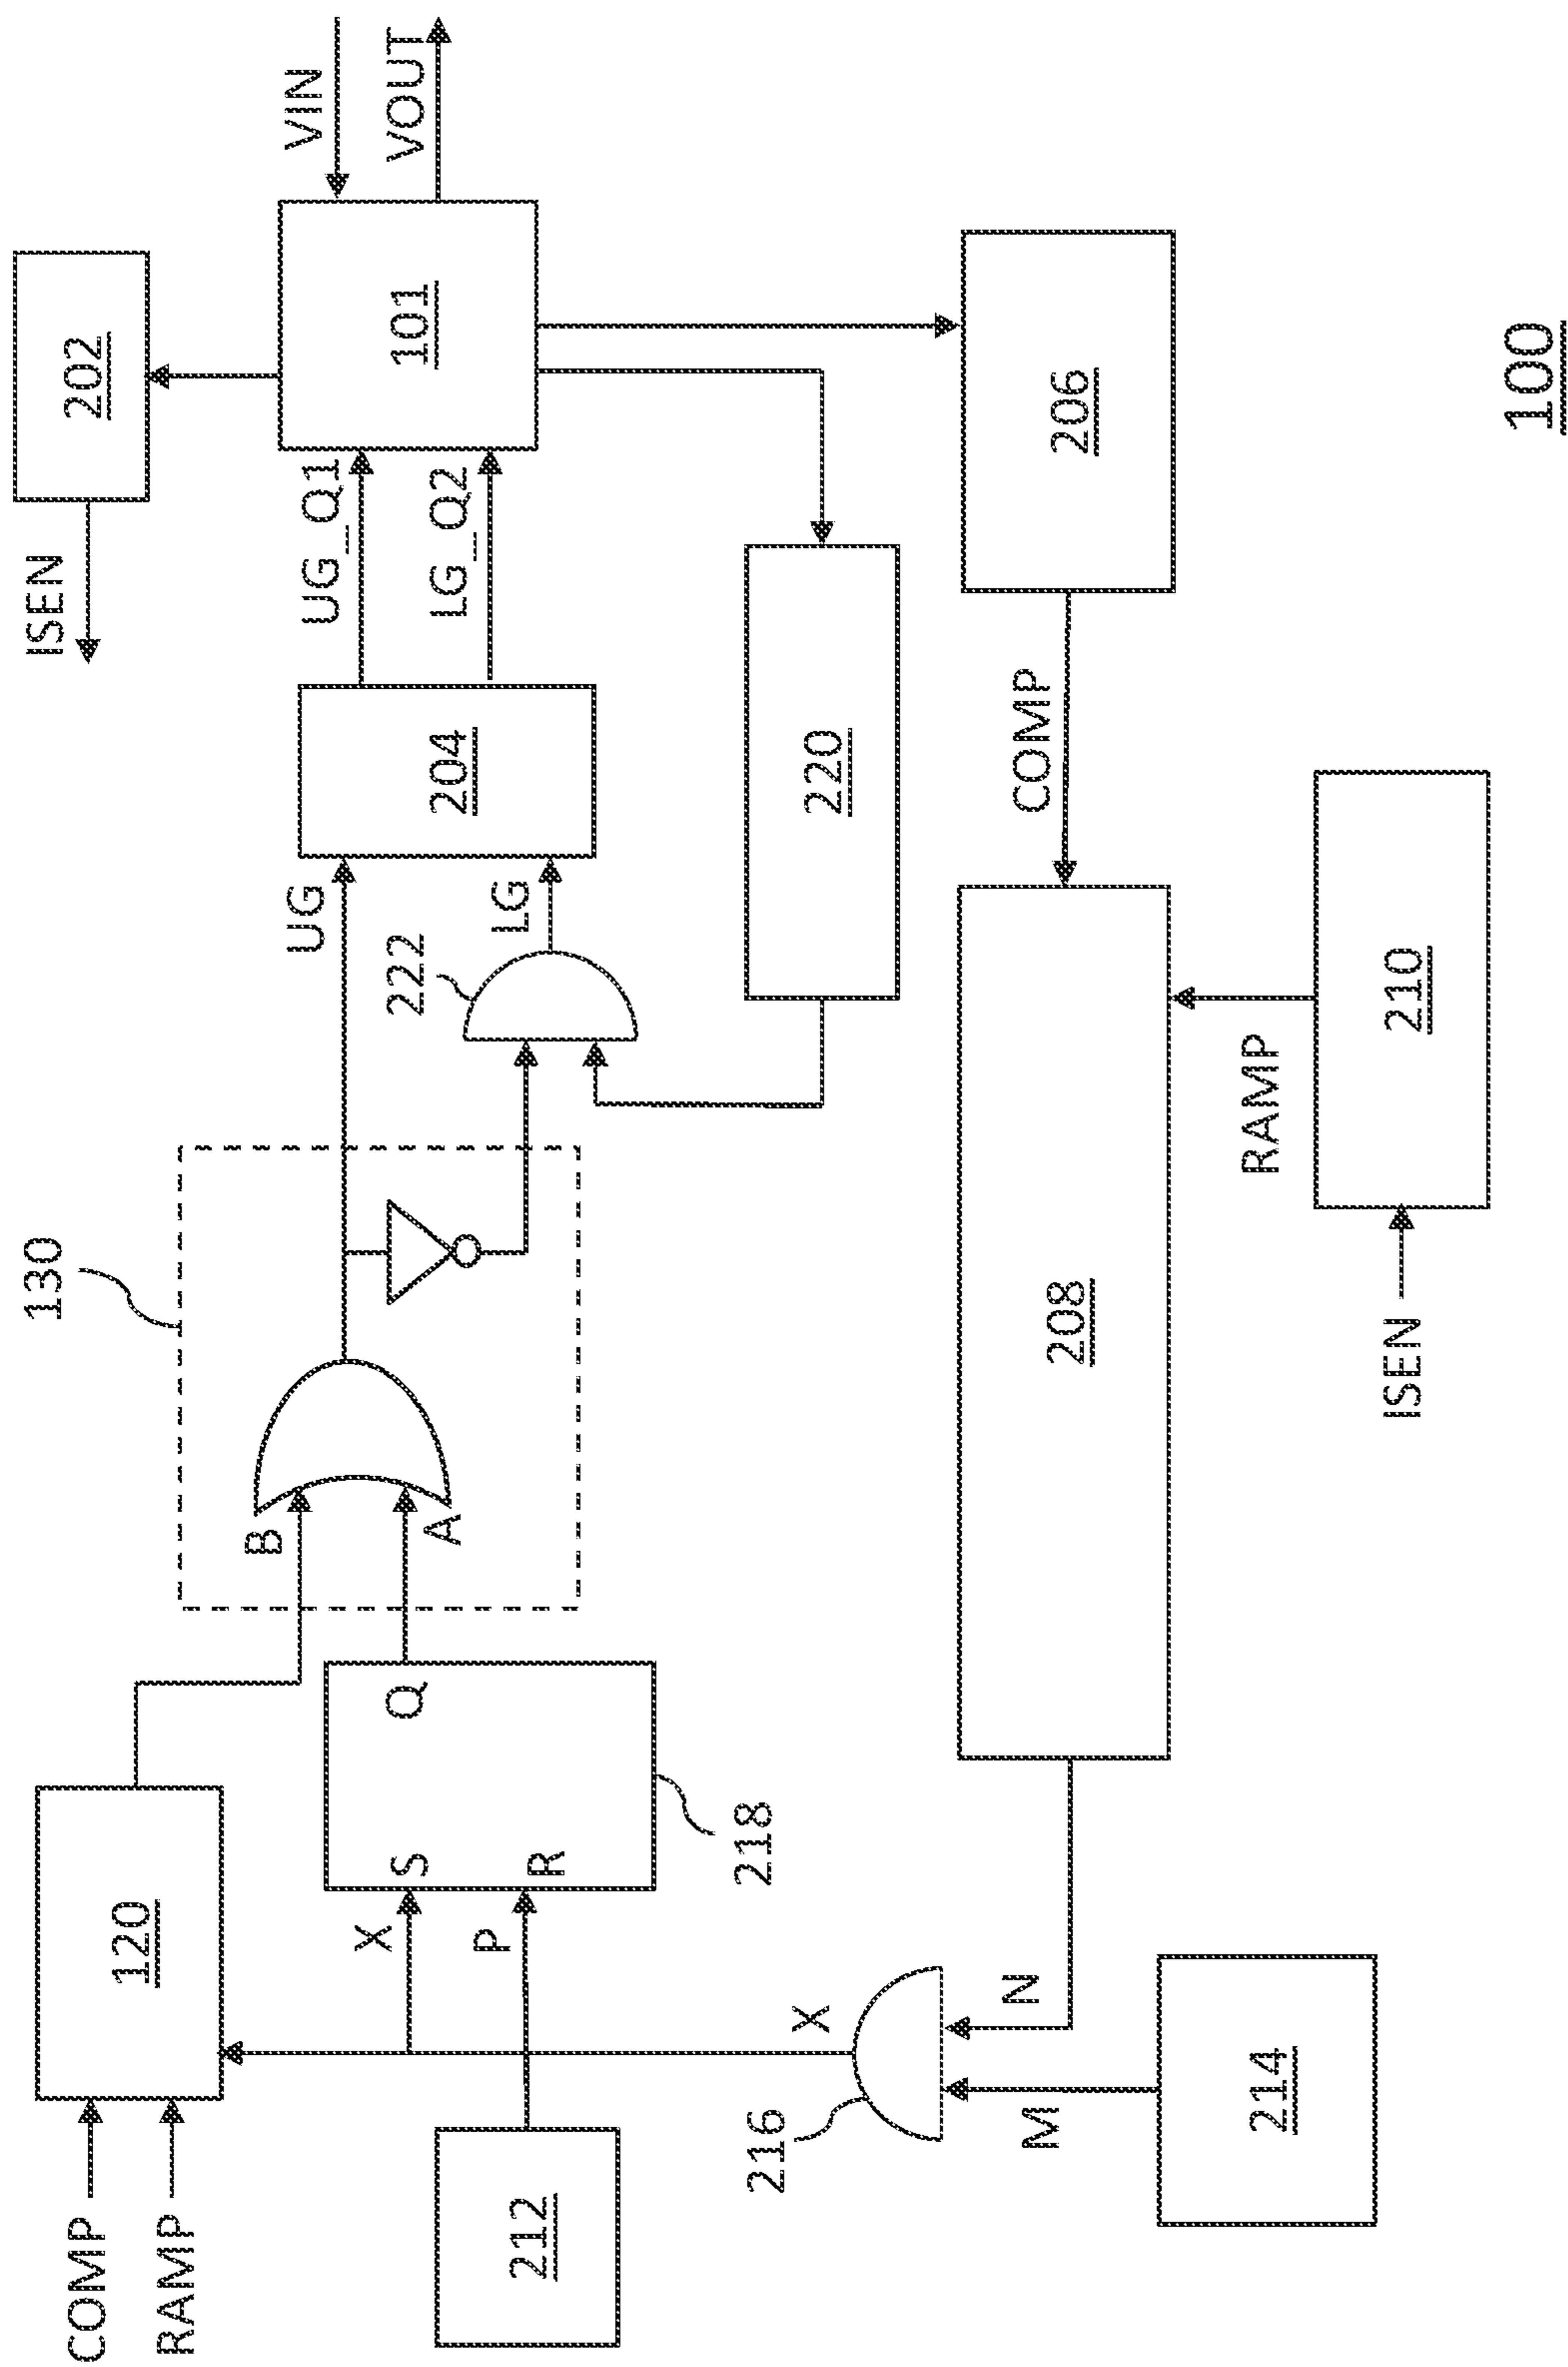 COMP
RAMP
120
130
ISEN
202
B
A
UG
UG_Q1
VIN
VOUT
101
204
LG_Q2
LG
222
X
S
Q
P
R
212
218
220
216
X
M
N
214
208
COMP
206
RAMP
ISEN
210
100